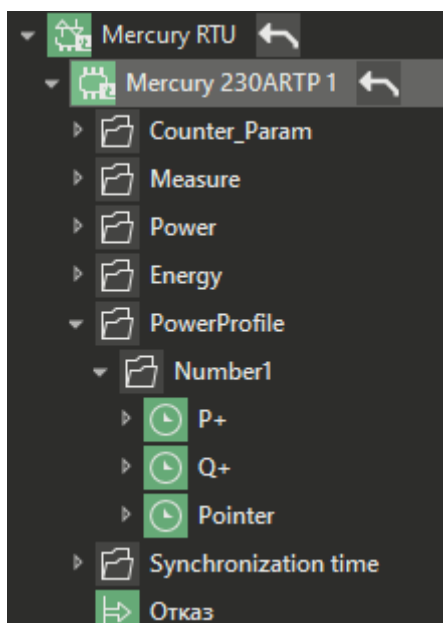 Mercury RTU
Mercury 230ARTP 1
Counter_Param
Measure
Power
Energy
PowerProfile
Number1
P+
Q+
Pointer
Synchronization time
Отказ